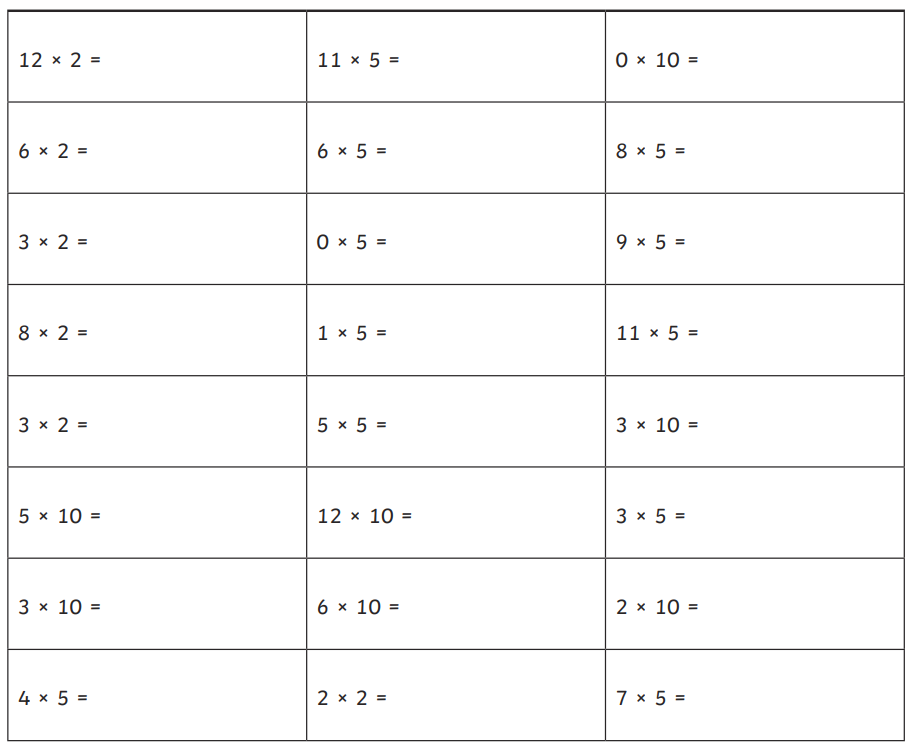 12 × 2 =
11 × 5 =
0 × 10 =
6 × 2 =
6 × 5 =
8 × 5 =
3 × 2 =
0 × 5 =
9 × 5 =
8 × 2 =
1 × 5 =
11 × 5 =
3 × 2 =
5 × 5 =
3 × 10 =
5 × 10 =
12 × 10 =
3 × 5 =
3 × 10 =
6 × 10 =
2 × 10 =
4 × 5 =
2 × 2 =
7 × 5 =